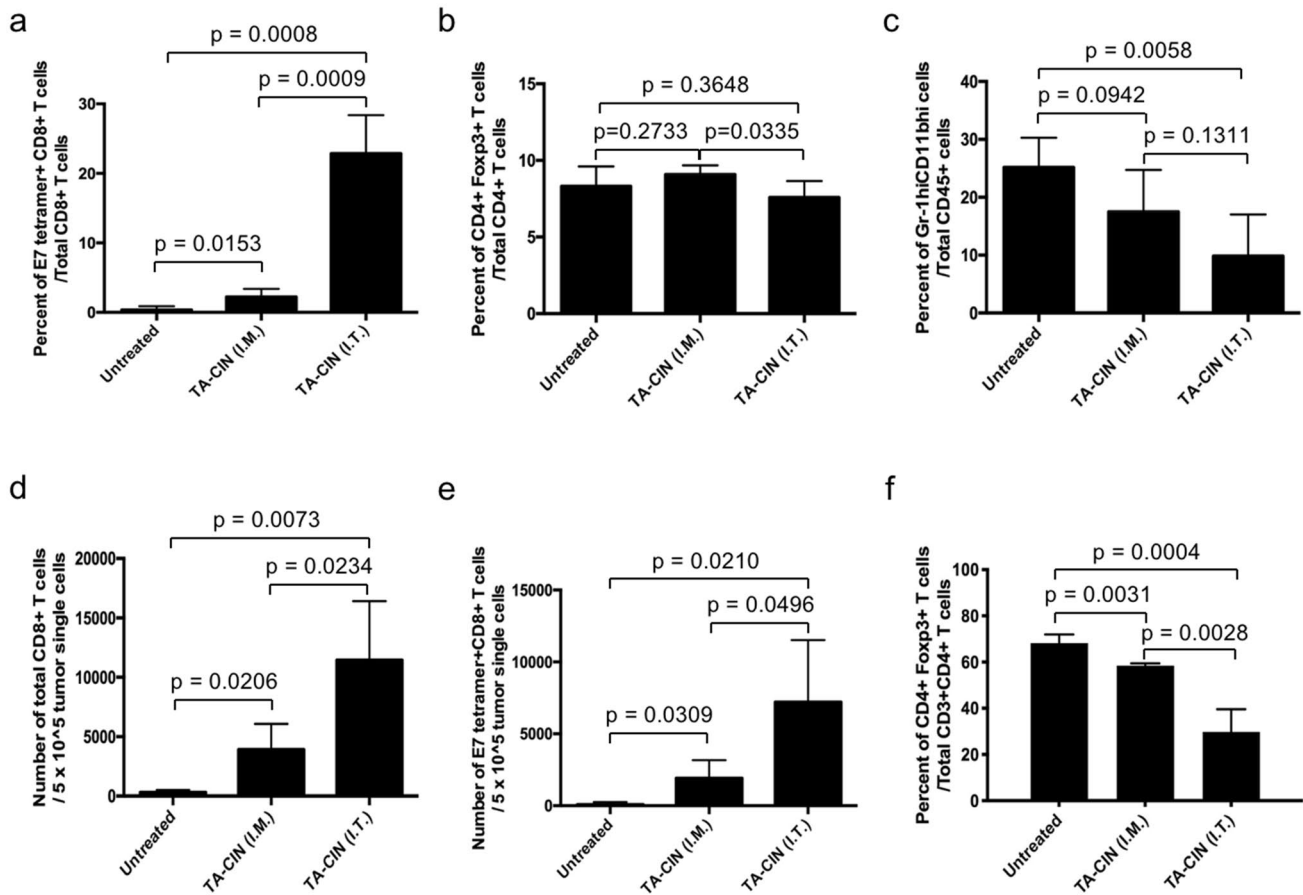 a
p = 0.0008
p = 0.0009
p = 0.0153
Percent of E7 tetramer+ CD8+ T cells
/Total CD8+ T cells
30
20
10
0
Untreated
TA-CIN (I.M.)
TA-CIN (I.T.)
b
p = 0.3648
p=0.2733
p=0.0335
Percent of CD4+ Foxp3+ T cells
/Total CD4+ T cells
15
10
5
0
Untreated
TA-CIN (I.M.)
TA-CIN (I.T.)
c
p = 0.0058
p = 0.0942
p = 0.1311
Percent of Gr-1hiCD11bhi cells
/Total CD45+ cells
40
30
20
10
0
Untreated
TA-CIN (I.M.)
TA-CIN (I.T.)
d
p = 0.0073
p = 0.0234
p = 0.0206
Number of total CD8+ T cells
/ 5 x 10^5 tumor single cells
20000
15000
10000
5000
0
Untreated
TA-CIN (I.M.)
TA-CIN (I.T.)
e
p = 0.0210
p = 0.0496
p = 0.0309
Number of E7 tetramer+CD8+ T cells
/ 5 x 10^5 tumor single cells
15000
10000
5000
0
Untreated
TA-CIN (I.M.)
TA-CIN (I.T.)
f
p = 0.0004
p = 0.0031
p = 0.0028
Percent of CD4+ Foxp3+ T cells
/Total CD3+CD4+ T cells
100
80
60
40
20
0
Untreated
TA-CIN (I.M.)
TA-CIN (I.T.)